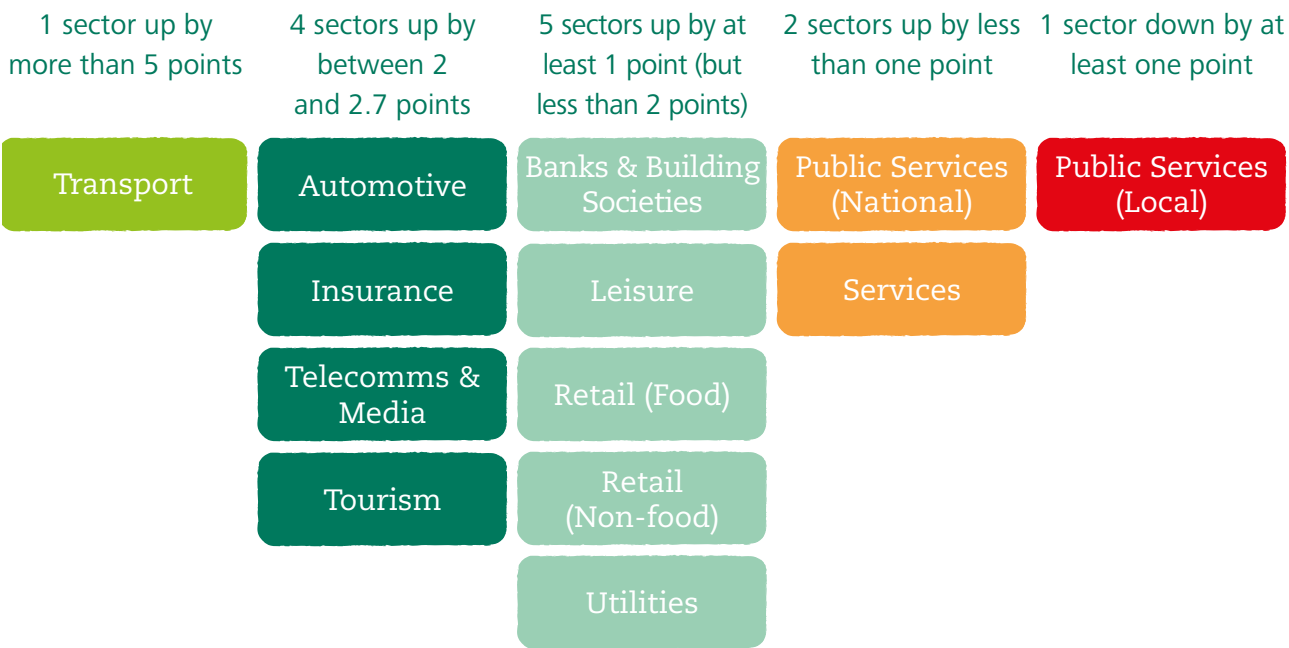 1 sector up by
more than 5 points
4 sectors up by
between 2
and 2.7 points
5 sectors up by at
least 1 point (but
less than 2 points)
2 sectors up by less
than one point
1 sector down by at
least one point
Transport
Automotive
Insurance
Telecomms &
Media
Tourism
Banks & Building
Societies
Leisure
Retail (Food)
Retail
(Non-food)
Utilities
Public Services
(National)
Services
Public Services
(Local)